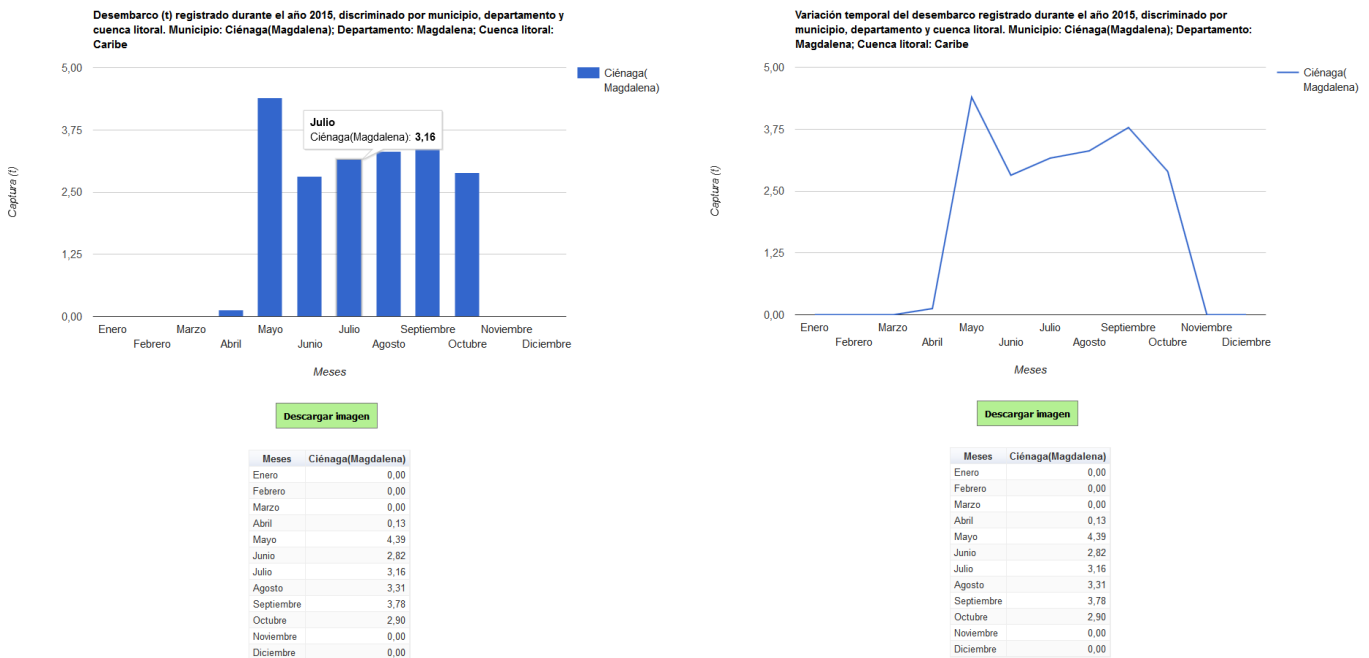 Desembarco (t) registrado durante el año 2015, discriminado por municipio, departamento y
cuenca litoral. Municipio: Ciénaga(Magdalena); Departamento: Magdalena; Cuenca litoral:
Caribe
5,00
3,75
2,50
1,25
0,00
Captura (t)
Julio
Ciénaga(Magdalena): 3,16
Ciénaga(
Magdalena)
Enero Marzo Mayo Julio Septiembre Noviembre
Febrero Abril Junio Agosto Octubre Diciembre
Meses
Descargar imagen
Meses Ciénaga(Magdalena)
Enero 0,00
Febrero 0,00
Marzo 0,00
Abril 0,13
Mayo 4,39
Junio 2,82
Julio 3,16
Agosto 3,31
Septiembre 3,78
Octubre 2,90
Noviembre 0,00
Diciembre 0,00
Variación temporal del desembarco registrado durante el año 2015, discriminado por
municipio, departamento y cuenca litoral. Municipio: Ciénaga(Magdalena); Departamento:
Magdalena; Cuenca litoral: Caribe
5,00
3,75
2,50
1,25
0,00
Captura (t)
Ciénaga(
Magdalena)
Enero Marzo Mayo Julio Septiembre Noviembre
Febrero Abril Junio Agosto Octubre Diciembre
Meses
Descargar imagen
Meses Ciénaga(Magdalena)
Enero 0,00
Febrero 0,00
Marzo 0,00
Abril 0,13
Mayo 4,39
Junio 2,82
Julio 3,16
Agosto 3,31
Septiembre 3,78
Octubre 2,90
Noviembre 0,00
Diciembre 0,00